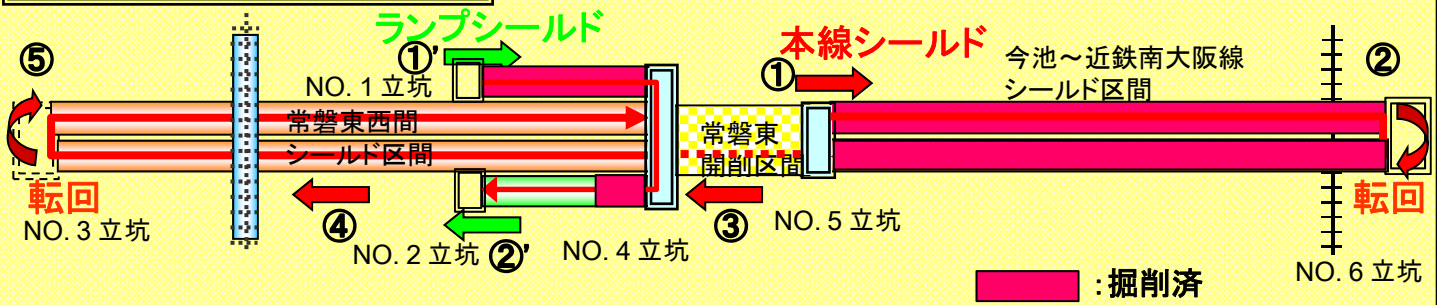 ランプシールド
本線シールド
⑤
①'
NO. 1 立坑
①
今池～近鉄南大阪線
シールド区間
②
常磐東西間
シールド区間
常磐東
開削区間
転回
NO. 3 立坑
④
NO. 2 立坑
②'
NO. 4 立坑
③
NO. 5 立坑
転回
NO. 6 立坑
:掘削済